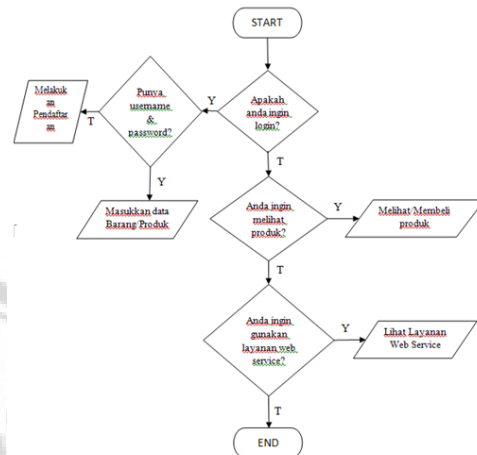 START
Apakah
anda ingin
login?
Y
Punya
username
&
password?
T
Melakuk
an
Pendaftar
an
Y
Masukkan data
Barang/Produk
T
Anda ingin
melihat
produk?
Y
Melihat/Membeli
produk
T
Anda ingin
gunakan
layanan web
service?
Y
Lihat Layanan
Web Service
T
END